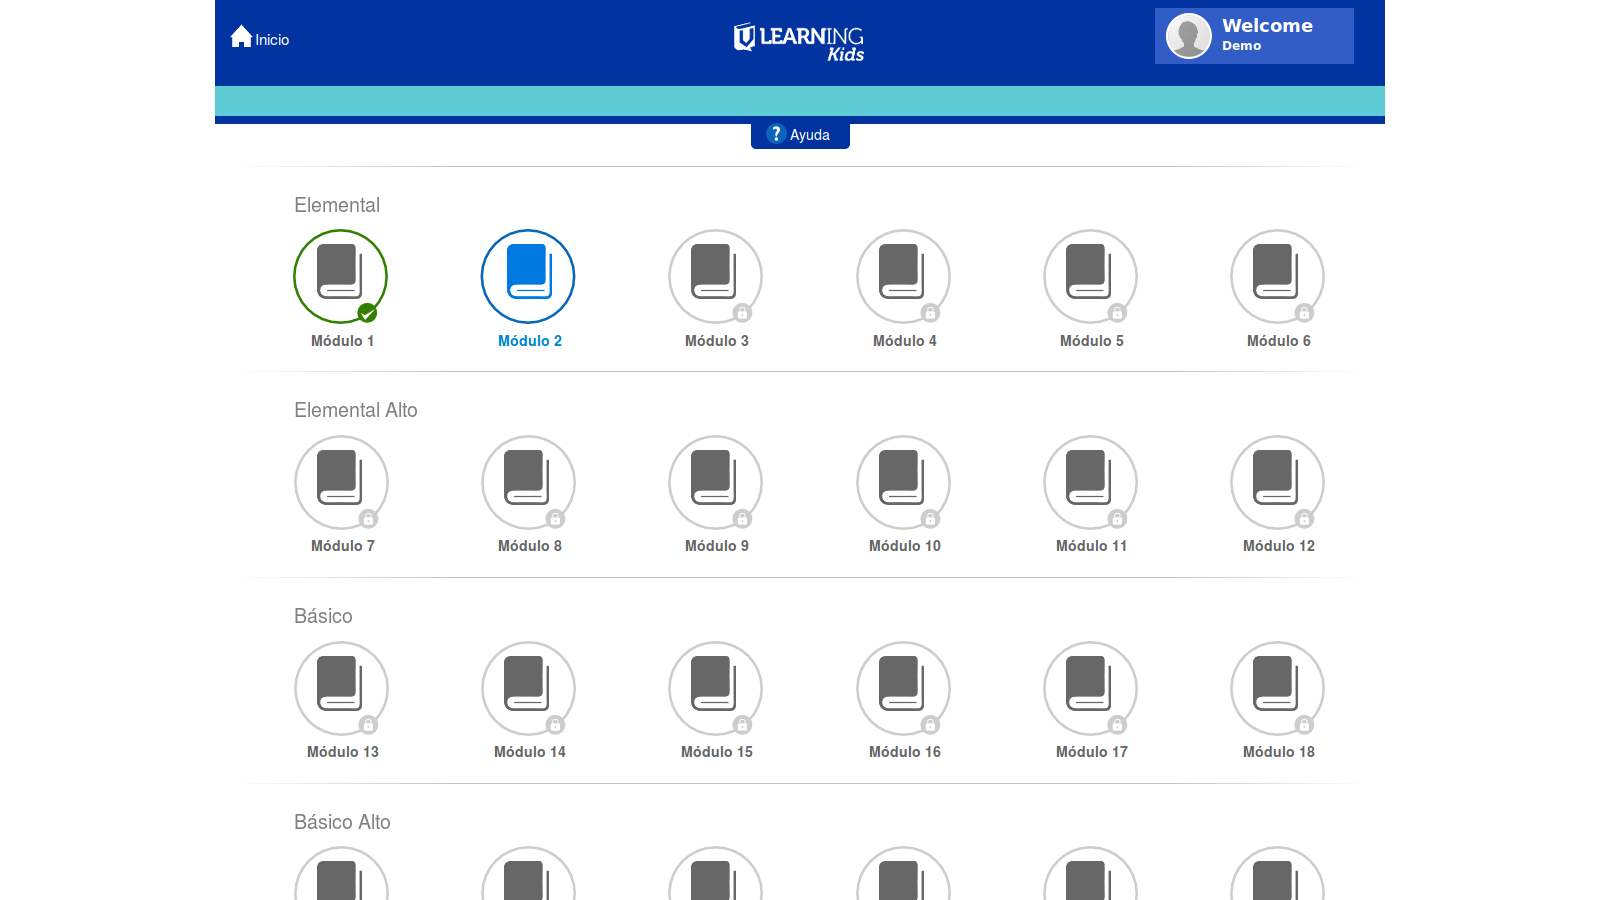 Inicio
LEARNING
Kids
Welcome
Demo
? Ayuda
Elemental
Módulo 1
Módulo 2
Módulo 3
Módulo 4
Módulo 5
Módulo 6
Elemental Alto
Módulo 7
Módulo 8
Módulo 9
Módulo 10
Módulo 11
Módulo 12
Básico
Módulo 13
Módulo 14
Módulo 15
Módulo 16
Módulo 17
Módulo 18
Básico Alto